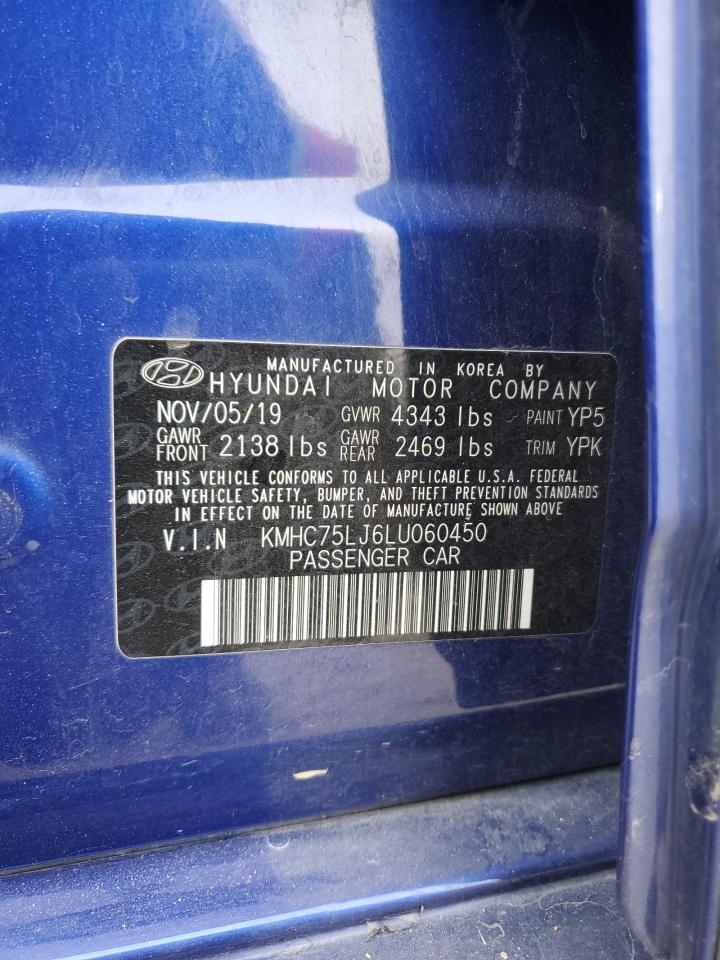 MANUFACTURED IN KOREA BY
HYUNDAI MOTOR COMPANY
NOV/05/19 GVWR 4343 lbs PAINT YP5
GAWR FRONT 2138 lbs GAWR REAR 2469 lbs TRIM YPK
THIS VEHICLE CONFORMS TO ALL APPLICABLE U.S.A. FEDERAL
MOTOR VEHICLE SAFETY, BUMPER, AND THEFT PREVENTION STANDARDS
IN EFFECT ON THE DATE OF MANUFACTURE SHOWN ABOVE
V.I.N KMHC75LJ6LU060450
PASSENGER CAR